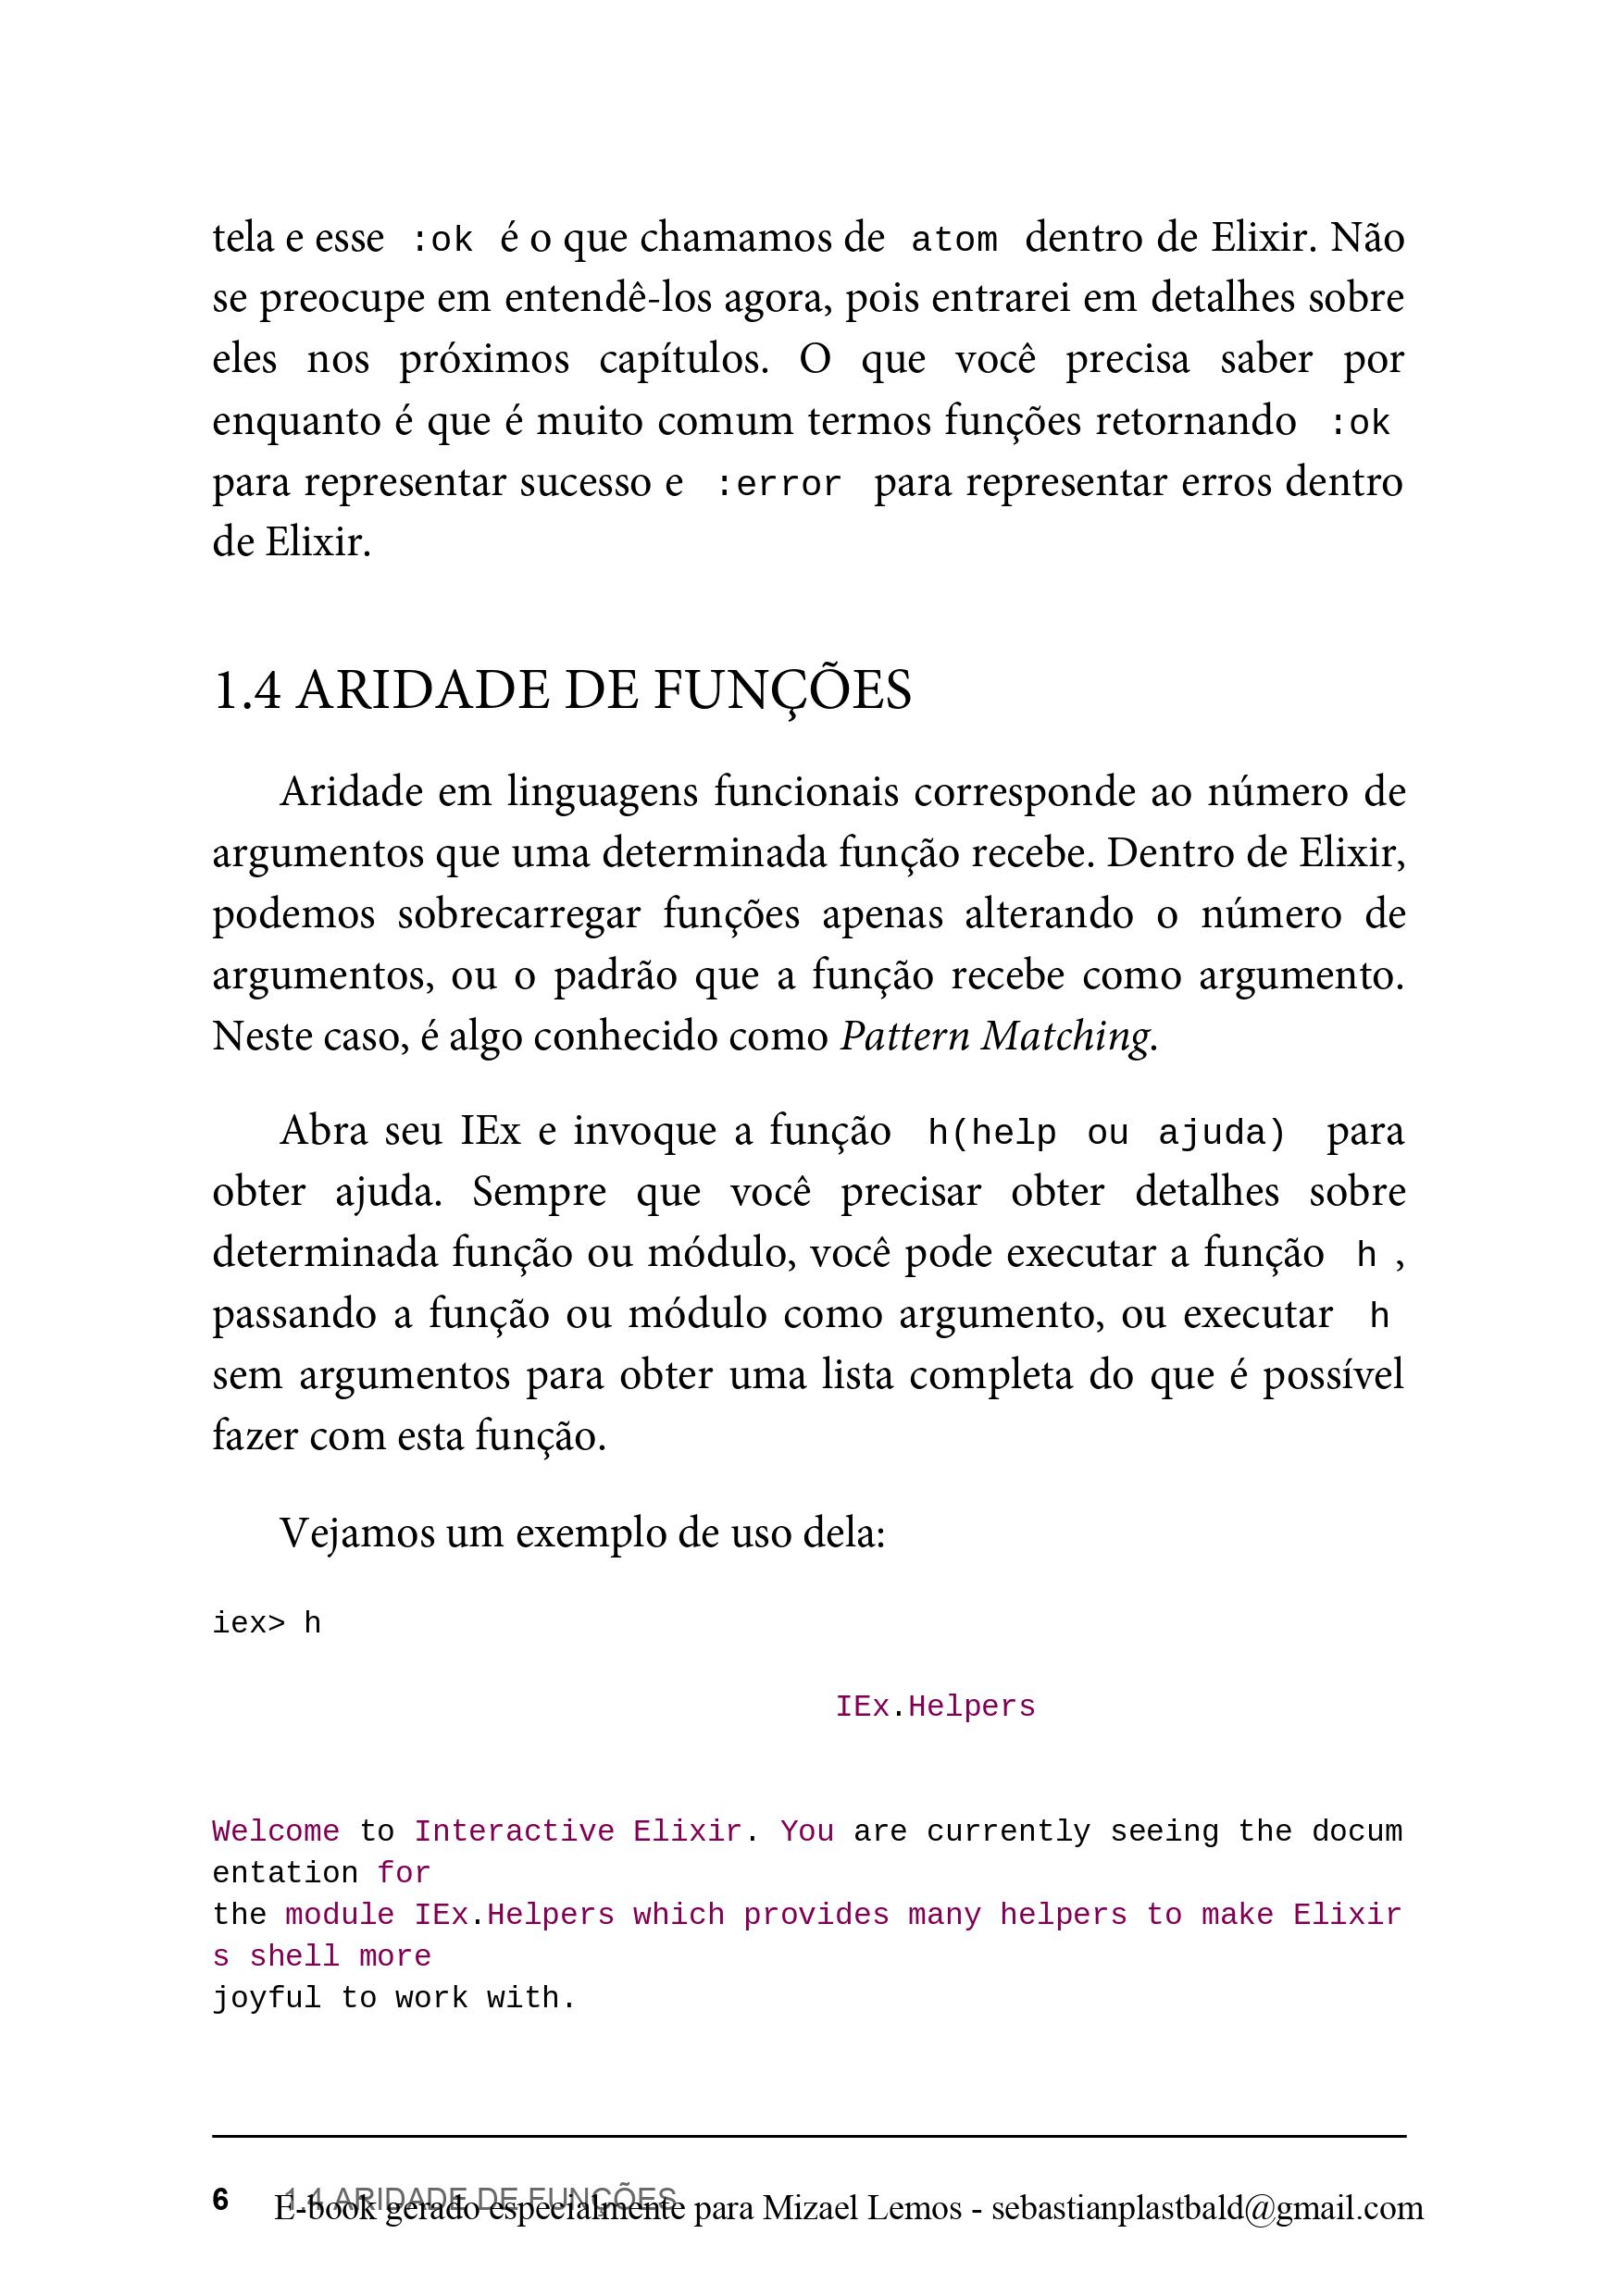 tela e esse :ok é o que chamamos de atom dentro de Elixir. Não
se preocupe em entendê-los agora, pois entrarei em detalhes sobre
eles nos próximos capítulos. O que você precisa saber por
enquanto é que é muito comum termos funções retornando :ok
para representar sucesso e :error para representar erros dentro
de Elixir.
1.4 ARIDADE DE FUNÇÕES
Aridade em linguagens funcionais corresponde ao número de
argumentos que uma determinada função recebe. Dentro de Elixir,
podemos sobrecarregar funções apenas alterando o número de
argumentos, ou o padrão que a função recebe como argumento.
Neste caso, é algo conhecido como Pattern Matching.
Abra seu IEx e invoque a função h(help ou ajuda) para
obter ajuda. Sempre que você precisar obter detalhes sobre
determinada função ou módulo, você pode executar a função h ,
passando a função ou módulo como argumento, ou executar h
sem argumentos para obter uma lista completa do que é possível
fazer com esta função.
Vejamos um exemplo de uso dela:
iex> h
IEx.Helpers
Welcome to Interactive Elixir. You are currently seeing the docum
entation for
the module IEx.Helpers which provides many helpers to make Elixir
s shell more
joyful to work with.
6 1.4 ARIDADE DE FUNÇÕES
E-book gerado especialmente para Mizael Lemos - sebastianplastbald@gmail.com